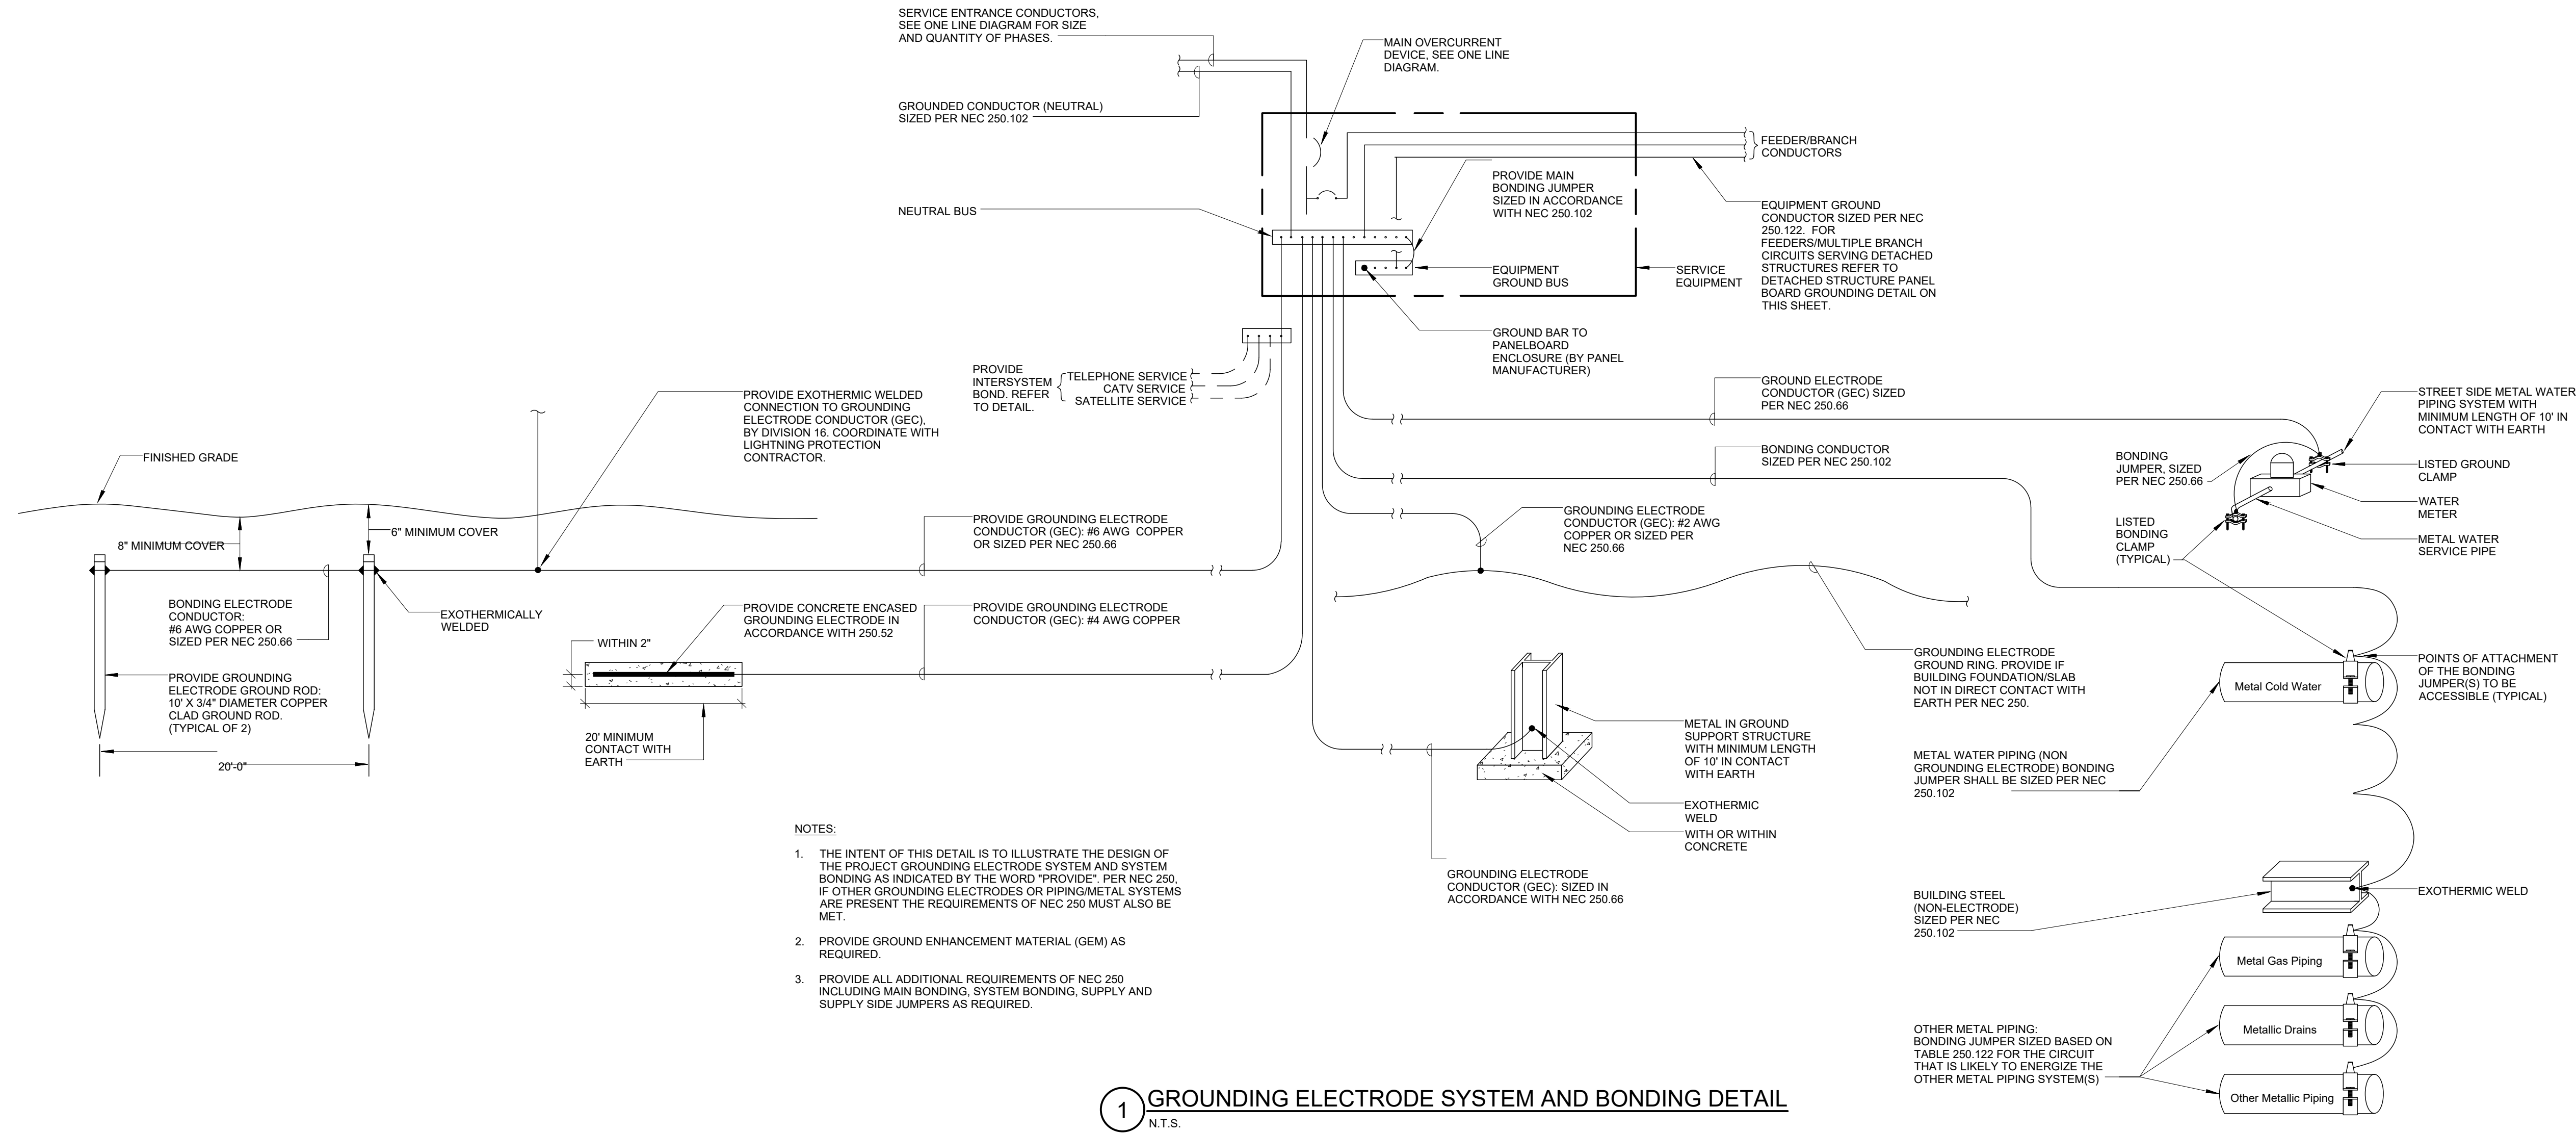 SERVICE ENTRANCE CONDUCTORS,
SEE ONE LINE DIAGRAM FOR SIZE
AND QUANTITY OF PHASES.
MAIN OVERCURRENT
DEVICE, SEE ONE LINE
DIAGRAM.
GROUNDED CONDUCTOR (NEUTRAL)
SIZED PER NEC 250.102
FEEDER/BRANCH
CONDUCTORS
PROVIDE MAIN
BONDING JUMPER
SIZED IN ACCORDANCE
WITH NEC 250.102
NEUTRAL BUS
EQUIPMENT GROUND
CONDUCTOR SIZED PER NEC
250.122. FOR
FEEDERS/MULTIPLE BRANCH
CIRCUITS SERVING DETACHED
STRUCTURES REFER TO
DETACHED STRUCTURE PANEL
BOARD GROUNDING DETAIL ON
THIS SHEET.
EQUIPMENT
GROUND BUS
SERVICE
EQUIPMENT
GROUND BAR TO
PANELBOARD
ENCLOSURE (BY PANEL
MANUFACTURER)
PROVIDE
INTERSYSTEM
BOND. REFER
TO DETAIL.
TELEPHONE SERVICE
CATV SERVICE
SATELLITE SERVICE
PROVIDE EXOTHERMIC WELDED
CONNECTION TO GROUNDING
ELECTRODE CONDUCTOR (GEC),
BY DIVISION 16. COORDINATE WITH
LIGHTNING PROTECTION
CONTRACTOR.
GROUND ELECTRODE
CONDUCTOR (GEC) SIZED
PER NEC 250.66
STREET SIDE METAL WATER
PIPING SYSTEM WITH
MINIMUM LENGTH OF 10' IN
CONTACT WITH EARTH
FINISHED GRADE
BONDING CONDUCTOR
SIZED PER NEC 250.102
BONDING
JUMPER, SIZED
PER NEC 250.66
LISTED GROUND
CLAMP
WATER
METER
LISTED
BONDING
CLAMP
(TYPICAL)
METAL WATER
SERVICE PIPE
8" MINIMUM COVER
6" MINIMUM COVER
PROVIDE GROUNDING ELECTRODE
CONDUCTOR (GEC): #6 AWG COPPER
OR SIZED PER NEC 250.66
GROUNDING ELECTRODE
CONDUCTOR (GEC): #2 AWG
COPPER OR SIZED PER
NEC 250.66
BONDING ELECTRODE
CONDUCTOR:
#6 AWG COPPER OR
SIZED PER NEC 250.66
EXOTHERMICALLY
WELDED
PROVIDE CONCRETE ENCASED
GROUNDING ELECTRODE IN
ACCORDANCE WITH 250.52
PROVIDE GROUNDING ELECTRODE
CONDUCTOR (GEC): #4 AWG COPPER
WITHIN 2"
PROVIDE GROUNDING
ELECTRODE GROUND ROD:
10' X 3/4" DIAMETER COPPER
CLAD GROUND ROD.
(TYPICAL OF 2)
20'-0"
20' MINIMUM
CONTACT WITH
EARTH
GROUNDING ELECTRODE
GROUND RING. PROVIDE IF
BUILDING FOUNDATION/SLAB
NOT IN DIRECT CONTACT WITH
EARTH PER NEC 250.
POINTS OF ATTACHMENT
OF THE BONDING
JUMPER(S) TO BE
ACCESSIBLE (TYPICAL)
Metal Cold Water
METAL IN GROUND
SUPPORT STRUCTURE
WITH MINIMUM LENGTH
OF 10' IN CONTACT
WITH EARTH
METAL WATER PIPING (NON
GROUNDING ELECTRODE) BONDING
JUMPER SHALL BE SIZED PER NEC
250.102
EXOTHERMIC
WELD
WITH OR WITHIN
CONCRETE
GROUNDING ELECTRODE
CONDUCTOR (GEC): SIZED IN
ACCORDANCE WITH NEC 250.66
NOTES:
1. THE INTENT OF THIS DETAIL IS TO ILLUSTRATE THE DESIGN OF
THE PROJECT GROUNDING ELECTRODE SYSTEM AND SYSTEM
BONDING AS INDICATED BY THE WORD "PROVIDE". PER NEC 250,
IF OTHER GROUNDING ELECTRODES OR PIPING/METAL SYSTEMS
ARE PRESENT THE REQUIREMENTS OF NEC 250 MUST ALSO BE
MET.
2. PROVIDE GROUND ENHANCEMENT MATERIAL (GEM) AS
REQUIRED.
3. PROVIDE ALL ADDITIONAL REQUIREMENTS OF NEC 250
INCLUDING MAIN BONDING, SYSTEM BONDING, SUPPLY AND
SUPPLY SIDE JUMPERS AS REQUIRED.
BUILDING STEEL
(NON-ELECTRODE)
SIZED PER NEC
250.102
EXOTHERMIC WELD
Metal Gas Piping
Metallic Drains
Other Metallic Piping
OTHER METAL PIPING:
BONDING JUMPER SIZED BASED ON
TABLE 250.122 FOR THE CIRCUIT
THAT IS LIKELY TO ENERGIZE THE
OTHER METAL PIPING SYSTEM(S)
1 GROUNDING ELECTRODE SYSTEM AND BONDING DETAIL
N.T.S.